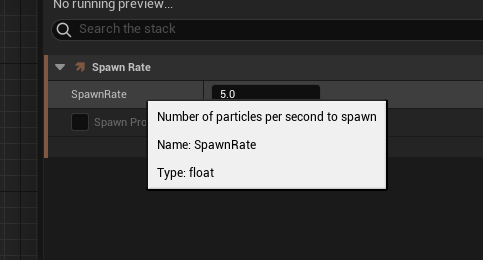 No running preview...
Search the stack
Spawn Rate
SpawnRate
5.0
Spawn Pro
Number of particles per second to spawn
Name: SpawnRate
Type: float